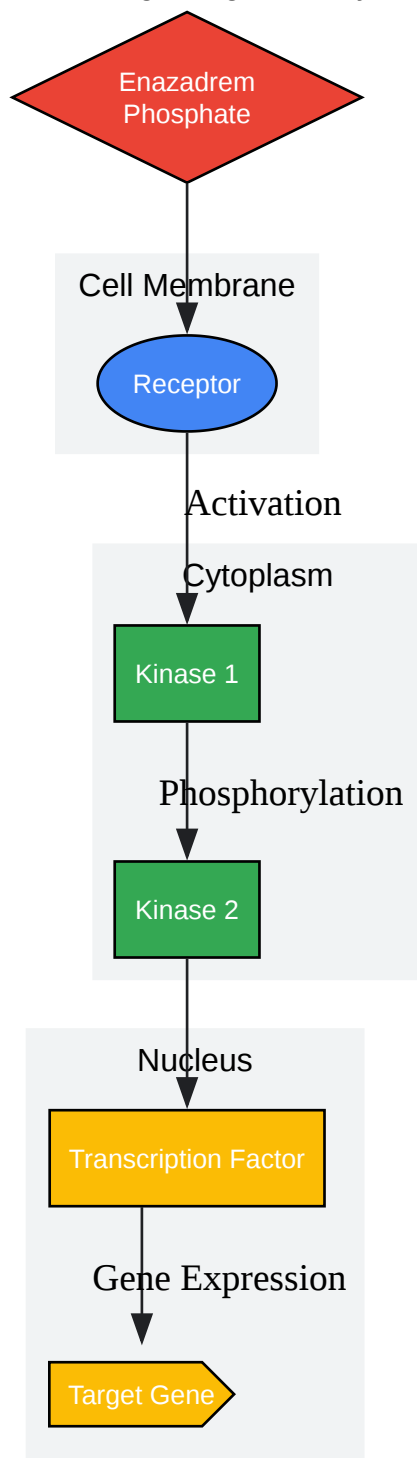 Enazadrem
Phosphate
Cell Membrane
Receptor
Activation
Cytoplasm
Kinase 1
Phosphorylation
Kinase 2
Nucleus
Transcription Factor
Gene Expression
Target Gene